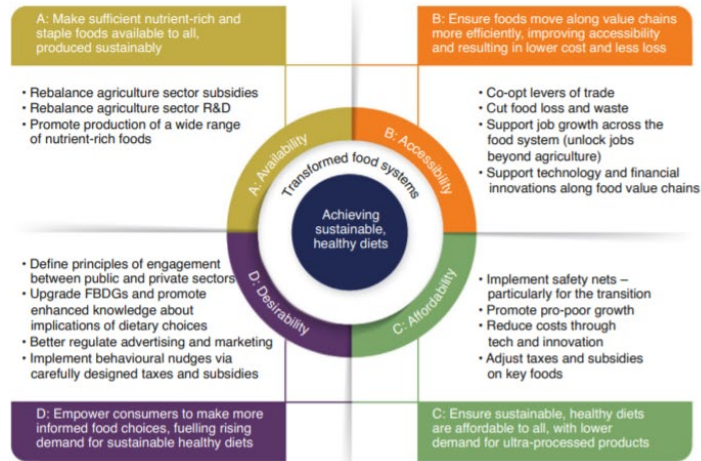 A: Make sufficient nutrient-rich and
staple foods available to all,
produced sustainably
B: Ensure foods move along value chains
more efficiently, improving accessibility
and resulting in lower cost and less loss
• Rebalance agriculture sector subsidies
• Rebalance agriculture sector R&D
• Promote production of a wide range
of nutrient-rich foods
• Co-opt levers of trade
• Cut food loss and waste
• Support job growth across the
food system (unlock jobs
beyond agriculture)
• Support technology and financial
innovations along food value chains
A: Availability
B: Accessibility
Transformed food systems
Achieving
sustainable,
healthy diets
D: Desirability
C: Affordability
• Define principles of engagement
between public and private sectors
• Upgrade FBDGs and promote
enhanced knowledge about
implications of dietary choices
• Better regulate advertising and marketing
• Implement behavioural nudges via
carefully designed taxes and subsidies
• Implement safety nets –
particularly for the transition
• Promote pro-poor growth
• Reduce costs through
tech and innovation
• Adjust taxes and subsidies
on key foods
D: Empower consumers to make more
informed food choices, fuelling rising
demand for sustainable healthy diets
C: Ensure sustainable, healthy diets
are affordable to all, with lower
demand for ultra-processed products